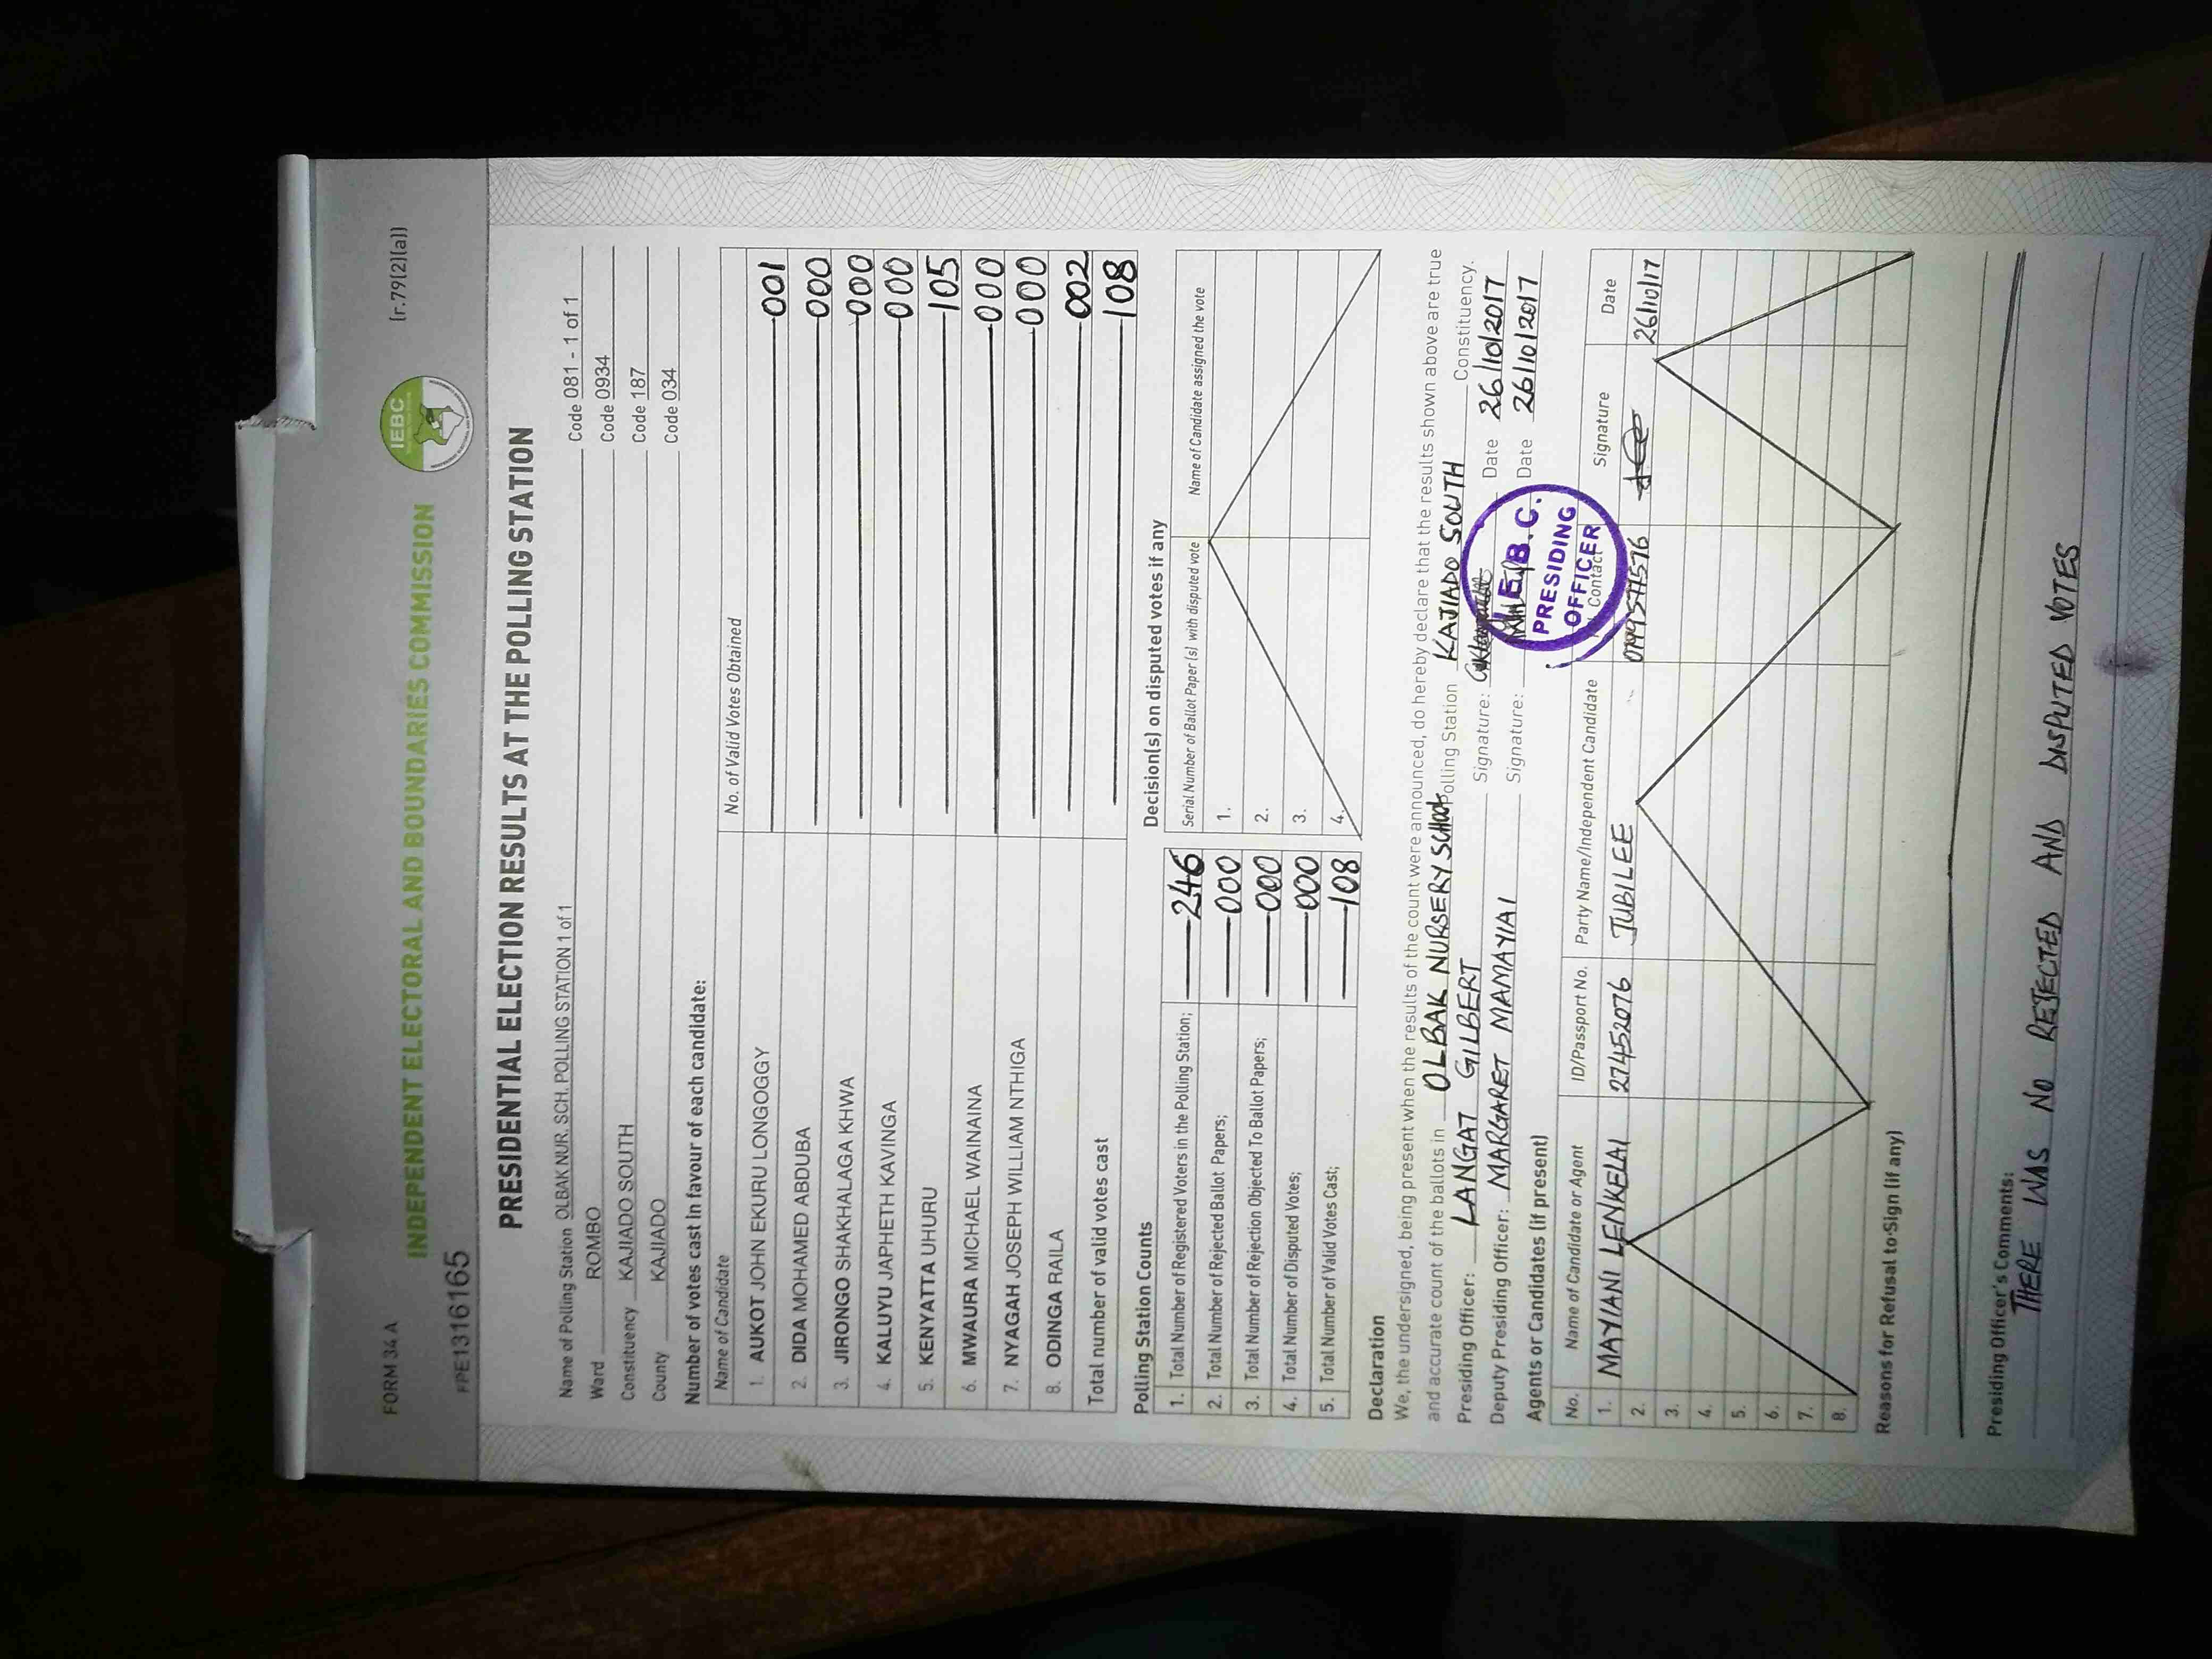 FORM 34 A
(r.79(2)(a))
INDEPENDENT ELECTORAL AND BOUNDARIES COMMISSION
IEBC
FPE1316165
PRESIDENTIAL ELECTION RESULTS AT THE POLLING STATION
Name of Polling Station OLBAK NUR. SCH. POLLING STATION 1 of 1 Code 081 - 1 of 1
Ward ROMBO Code 0934
Constituency KAJIADO SOUTH Code 187
County KAJIADO Code 034
Number of votes cast in favour of each candidate:
Name of Candidate No. of Valid Votes Obtained
1. AUKOT JOHN EKURU LONGOGGY 001
2. DIDA MOHAMED ABDUBA 000
3. JIRONGO SHAKHALAGA KHWA 000
4. KALUYU JAPHETH KAVINGA 000
5. KENYATTA UHURU 105
6. MWAURA MICHAEL WAINAINA 000
7. NYAGAH JOSEPH WILLIAM NTHIGA 000
8. ODINGA RAILA 002
Total number of valid votes cast 108
Polling Station Counts
1. Total Number of Registered Voters in the Polling Station; 246
2. Total Number of Rejected Ballot Papers; 000
3. Total Number of Rejection Objected To Ballot Papers; 000
4. Total Number of Disputed Votes; 000
5. Total Number of Valid Votes Cast; 108
Decision(s) on disputed votes if any
Serial Number of Ballot Paper(s) with disputed vote Name of Candidate assigned the vote
1.
2.
3.
4.
Declaration
We, the undersigned, being present when the results of the count were announced, do hereby declare that the results shown above are true
and accurate count of the ballots in OLBAK NURSERY SCHOOL Polling Station KAJIADO SOUTH Constituency.
Presiding Officer: LANGAT GILBERT Signature: Date 26/10/2017
Deputy Presiding Officer: MARGARET MAMAYIAI Signature: Date 26/10/2017
I.E.B.C.
PRESIDING
OFFICER
Agents or Candidates (if present)
No. Name of Candidate or Agent ID/Passport No. Party Name/Independent Candidate Contact Signature Date
1. MAYIANI LENKELAI 27452076 JUBILEE 26/10/17
2.
3.
4.
5.
6.
7.
8.
Reasons for Refusal to Sign (if any)
Presiding Officer's Comments:
THERE WAS NO REJECTED AND DISPUTED VOTES